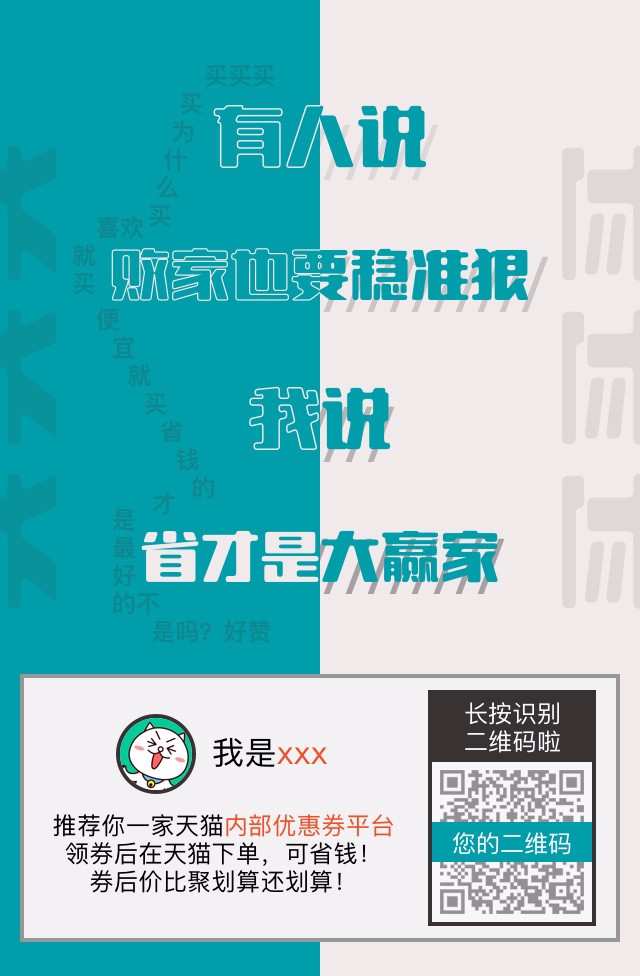 买买买
买
为
什
么
买
喜欢
就
买
便
宜
就
买
省
钱
的
才
是
最
好
的不
是吗？好赞
有人说
败家也要稳准狠
我说
省才是大赢家
我是xxx
推荐你一家天猫内部优惠券平台
领券后在天猫下单，可省钱！
券后价比聚划算还划算！
长按识别
二维码啦
您的二维码